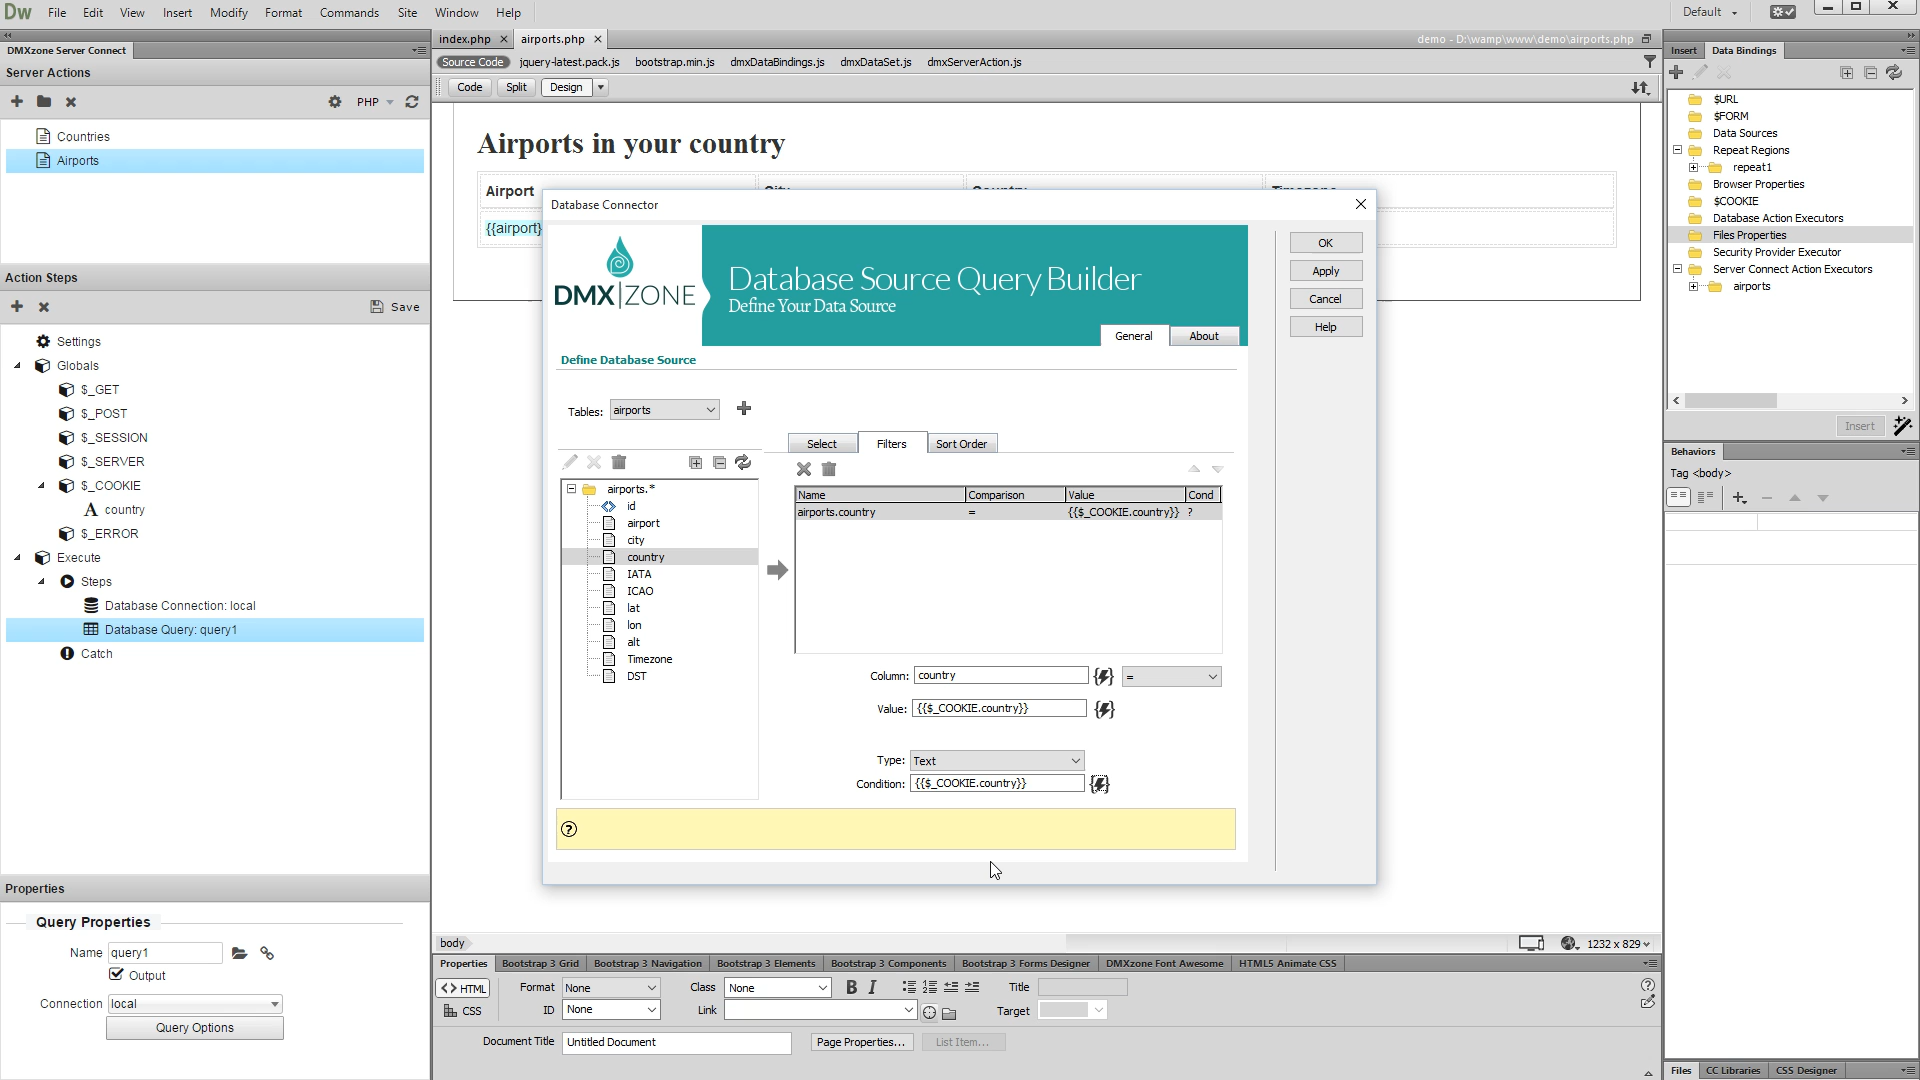 Dw File Edit View Insert Modify Format Commands Site Window Help Default
DMXzone Server Connect
Server Actions
PHP
Countries
Airports
Action Steps
Save
Settings
Globals
$_GET
$_POST
$_SESSION
$_SERVER
$_COOKIE
country
$_ERROR
Execute
Steps
Database Connection: local
Database Query: query1
Catch
Properties
Query Properties
Name query1
Output
Connection local
Query Options
index.php airports.php demo - D:\wamp\www\demo\airports.php
Source Code jquery-latest.pack.js bootstrap.min.js dmxDataBindings.js dmxDataSet.js dmxServerAction.js
Code Split Design
Airports in your country
Airport City Country Timezone
{{airport}
Database Connector
DMX|ZONE
Database Source Query Builder
Define Your Data Source
General About
OK
Apply
Cancel
Help
Define Database Source
Tables: airports
Select Filters Sort Order
airports.*
id
airport
city
country
IATA
ICAO
lat
lon
alt
Timezone
DST
Name Comparison Value Cond
airports.country = {{$_COOKIE.country}} ?
Column: country =
Value: {{$_COOKIE.country}}
Type: Text
Condition: {{$_COOKIE.country}}
body 1232 x 829
Properties Bootstrap 3 Grid Bootstrap 3 Navigation Bootstrap 3 Elements Bootstrap 3 Components Bootstrap 3 Forms Designer DMXzone Font Awesome HTML5 Animate CSS
<> HTML Format None Class None B I Title
CSS ID None Link Target
Document Title Untitled Document Page Properties... List Item...
Insert Data Bindings
$URL
$FORM
Data Sources
Repeat Regions
repeat1
Browser Properties
$COOKIE
Database Action Executors
Files Properties
Security Provider Executor
Server Connect Action Executors
airports
Insert
Behaviors
Tag <body>
Files CC Libraries CSS Designer